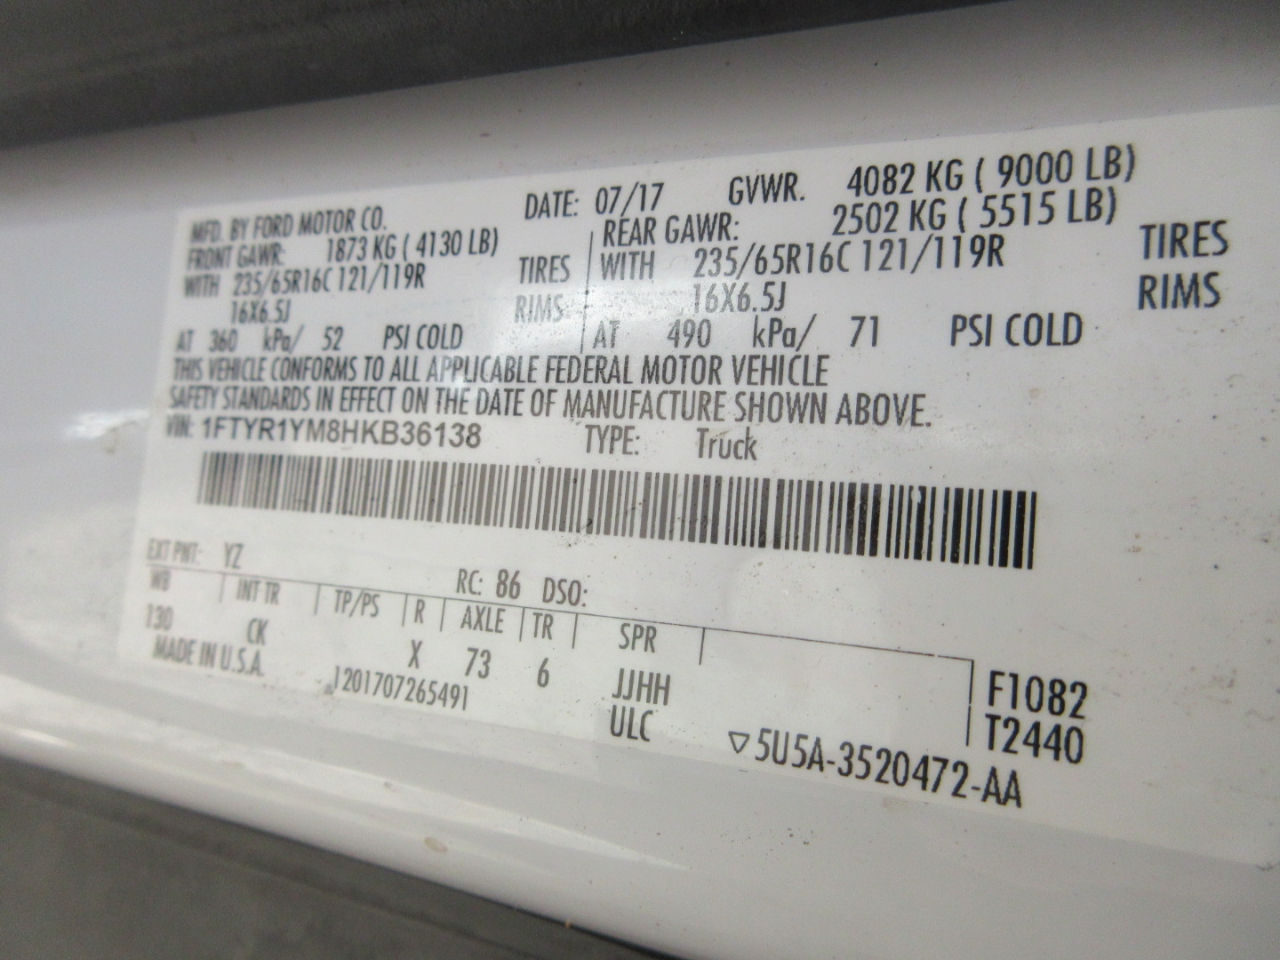 MFD. BY FORD MOTOR CO. DATE: 07/17 GVWR. 4082 KG ( 9000 LB)
FRONT GAWR: 1873 KG ( 4130 LB) REAR GAWR: 2502 KG ( 5515 LB)
WITH 235/65R16C 121/119R TIRES WITH 235/65R16C 121/119R TIRES
16X6.5J RIMS 16X6.5J RIMS
AT 360 kPa/ 52 PSI COLD AT 490 kPa/ 71 PSI COLD
THIS VEHICLE CONFORMS TO ALL APPLICABLE FEDERAL MOTOR VEHICLE
SAFETY STANDARDS IN EFFECT ON THE DATE OF MANUFACTURE SHOWN ABOVE.
VIN: 1FTYR1YM8HKB36138 TYPE: Truck
EXT PNT: YZ RC: 86 DSO:
WB INT TR TP/PS R AXLE TR SPR
130 CK X 73 6 JJHH F1082
MADE IN U.S.A. 1201707265491 ULC T2440
▽5U5A-3520472-AA